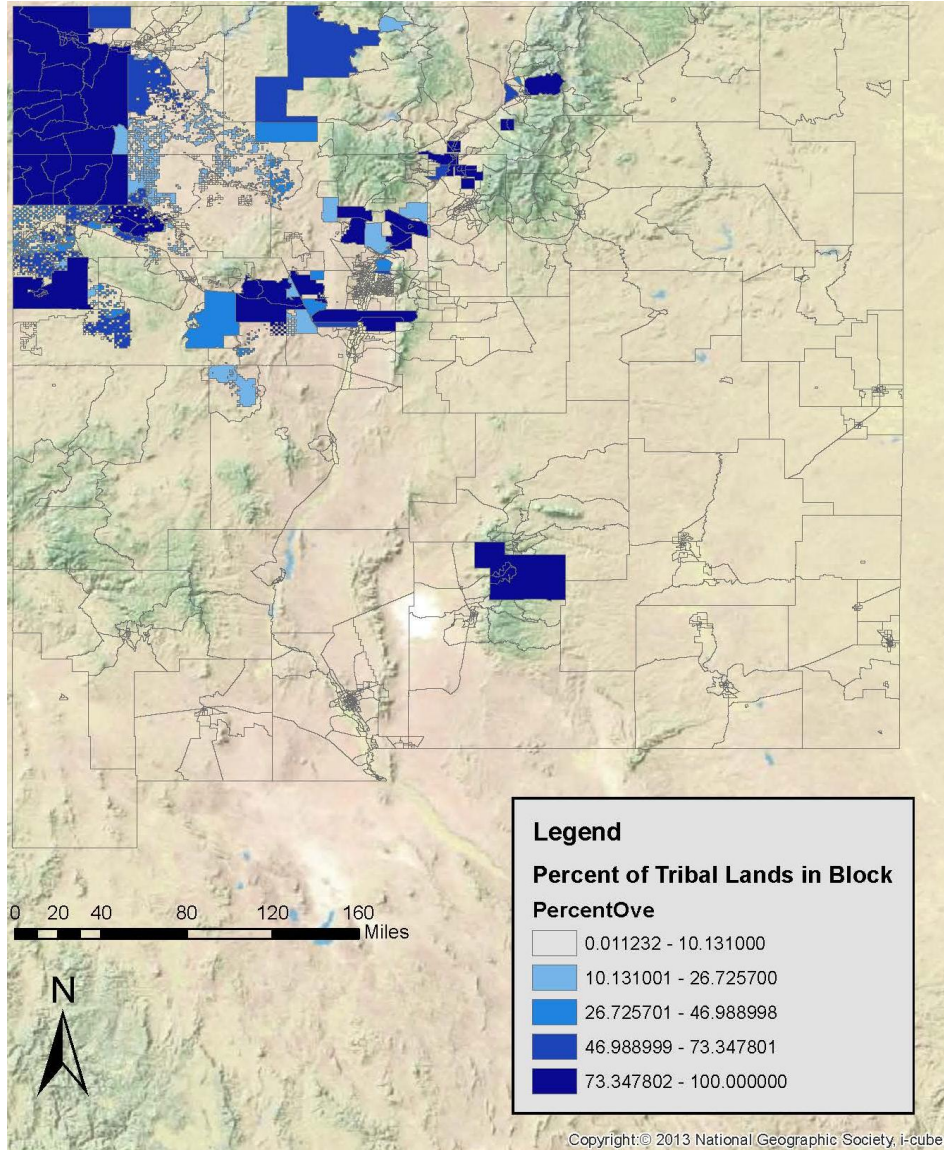 Legend
Percent of Tribal Lands in Block
PercentOve
0.011232 - 10.131000
10.131001 - 26.725700
26.725701 - 46.988998
46.988999 - 73.347801
73.347802 - 100.000000
0 20 40 80 120 160
Miles
N
Copyright:© 2013 National Geographic Society, i-cube